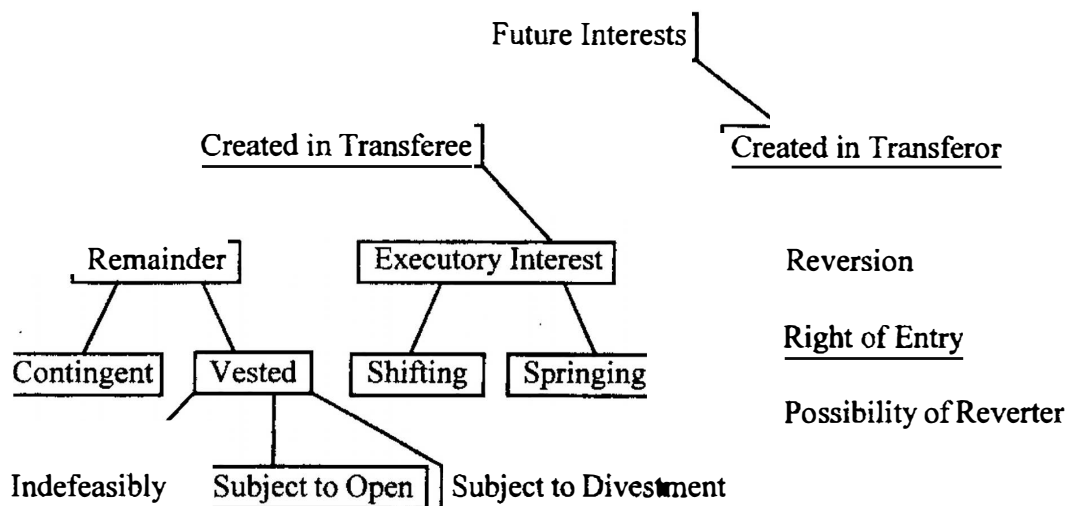 Future Interests
Created in Transferee
Created in Transferor
Remainder
Executory Interest
Reversion
Right of Entry
Contingent
Vested
Shifting
Springing
Possibility of Reverter
Indefeasibly
Subject to Open
Subject to Divestment